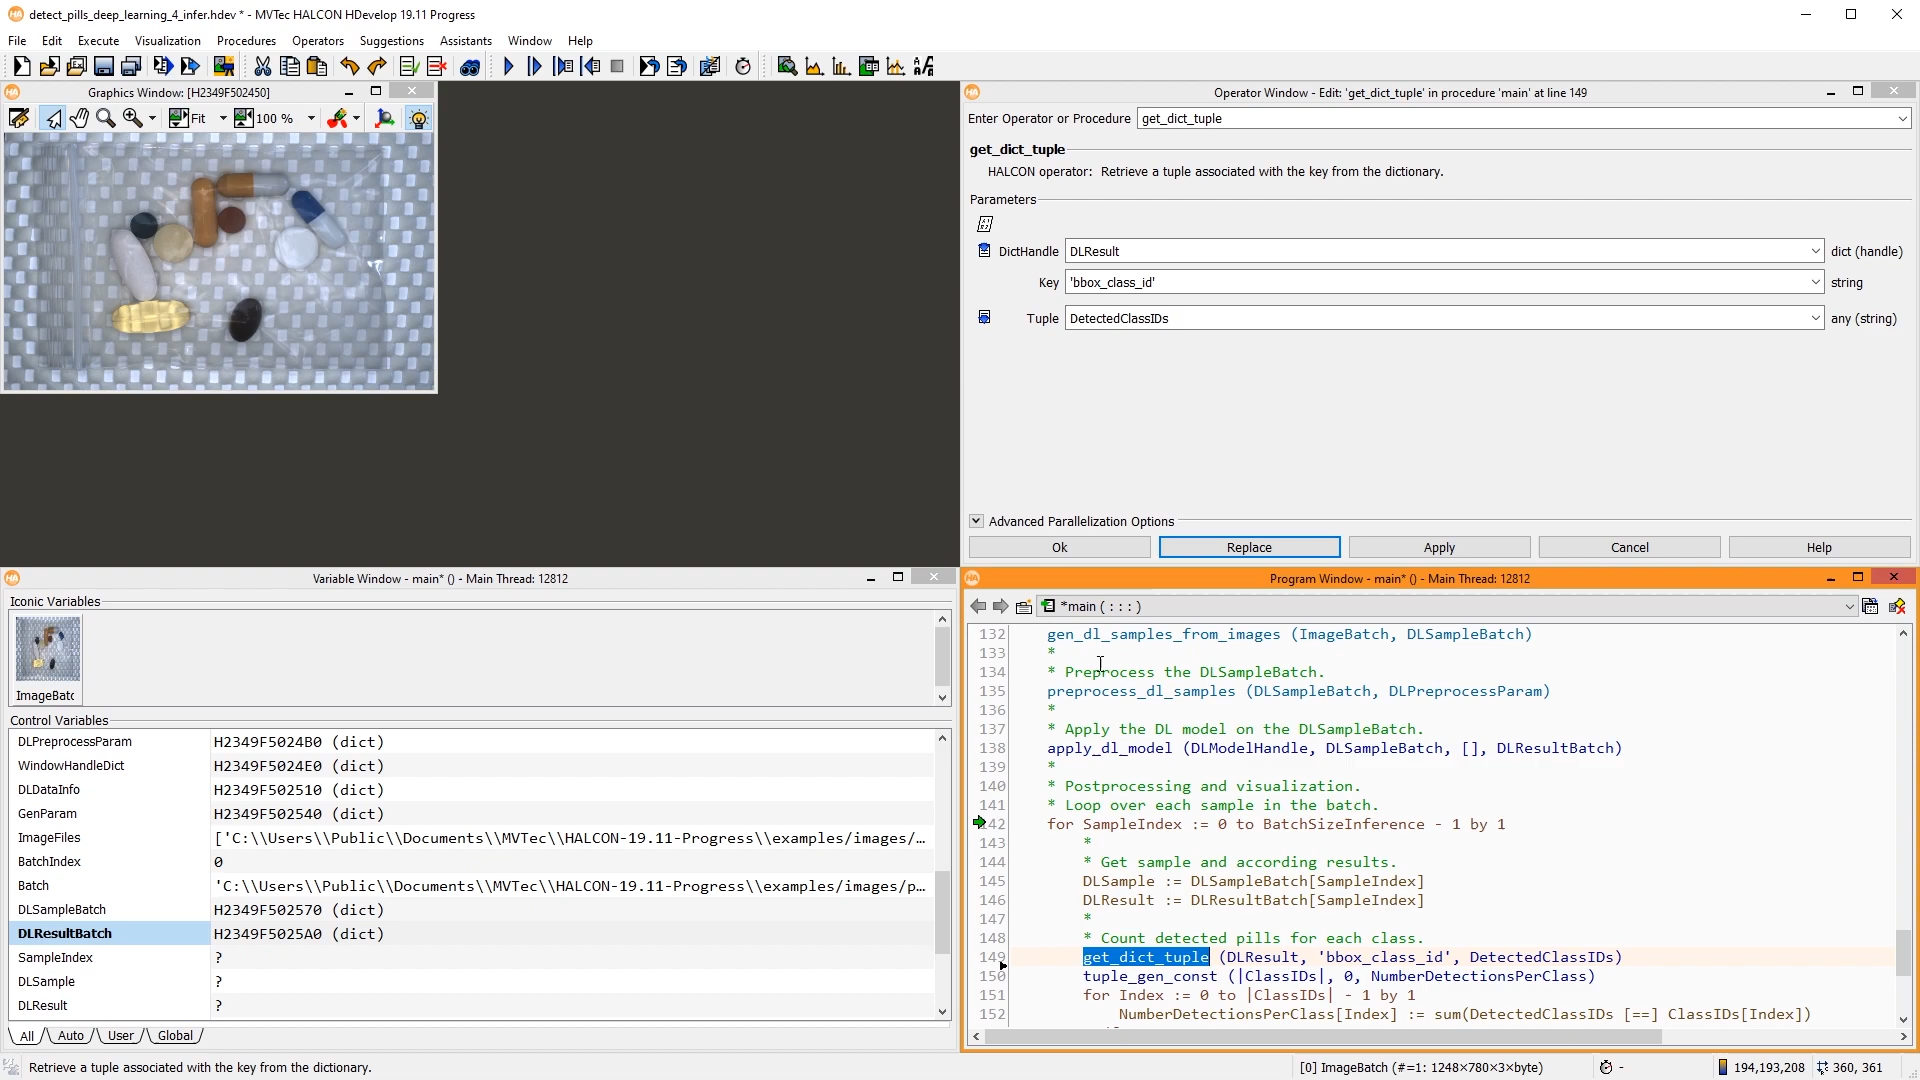 detect_pills_deep_learning_4_infer.hdev * - MVTec HALCON HDevelop 19.11 Progress
File Edit Execute Visualization Procedures Operators Suggestions Assistants Window Help
Graphics Window: [H2349F502450]
Fit 100 %
Operator Window - Edit: 'get_dict_tuple' in procedure 'main' at line 149
Enter Operator or Procedure get_dict_tuple
get_dict_tuple
HALCON operator: Retrieve a tuple associated with the key from the dictionary.
Parameters
DictHandle DLResult dict (handle)
Key 'bbox_class_id' string
Tuple DetectedClassIDs any (string)
Advanced Parallelization Options
Ok Replace Apply Cancel Help
Variable Window - main* () - Main Thread: 12812
Iconic Variables
ImageBatc
Control Variables
DLPreprocessParam H2349F5024B0 (dict)
WindowHandleDict H2349F5024E0 (dict)
DLDataInfo H2349F502510 (dict)
GenParam H2349F502540 (dict)
ImageFiles ['C:\\Users\\Public\\Documents\\MVTec\\HALCON-19.11-Progress\\examples/images/...
BatchIndex 0
Batch 'C:\\Users\\Public\\Documents\\MVTec\\HALCON-19.11-Progress\\examples/images/p...
DLSampleBatch H2349F502570 (dict)
DLResultBatch H2349F5025A0 (dict)
SampleIndex ?
DLSample ?
DLResult ?
All Auto User Global
Program Window - main* () - Main Thread: 12812
*main ( : : : )
132 gen_dl_samples_from_images (ImageBatch, DLSampleBatch)
133 *
134 * Preprocess the DLSampleBatch.
135 preprocess_dl_samples (DLSampleBatch, DLPreprocessParam)
136 *
137 * Apply the DL model on the DLSampleBatch.
138 apply_dl_model (DLModelHandle, DLSampleBatch, [], DLResultBatch)
139 *
140 * Postprocessing and visualization.
141 * Loop over each sample in the batch.
142 for SampleIndex := 0 to BatchSizeInference - 1 by 1
143 *
144 * Get sample and according results.
145 DLSample := DLSampleBatch[SampleIndex]
146 DLResult := DLResultBatch[SampleIndex]
147 *
148 * Count detected pills for each class.
149 get_dict_tuple (DLResult, 'bbox_class_id', DetectedClassIDs)
150 tuple_gen_const (|ClassIDs|, 0, NumberDetectionsPerClass)
151 for Index := 0 to |ClassIDs| - 1 by 1
152 NumberDetectionsPerClass[Index] := sum(DetectedClassIDs [==] ClassIDs[Index])
Retrieve a tuple associated with the key from the dictionary.
[0] ImageBatch (#=1: 1248×780×3×byte) - 194,193,208 360, 361